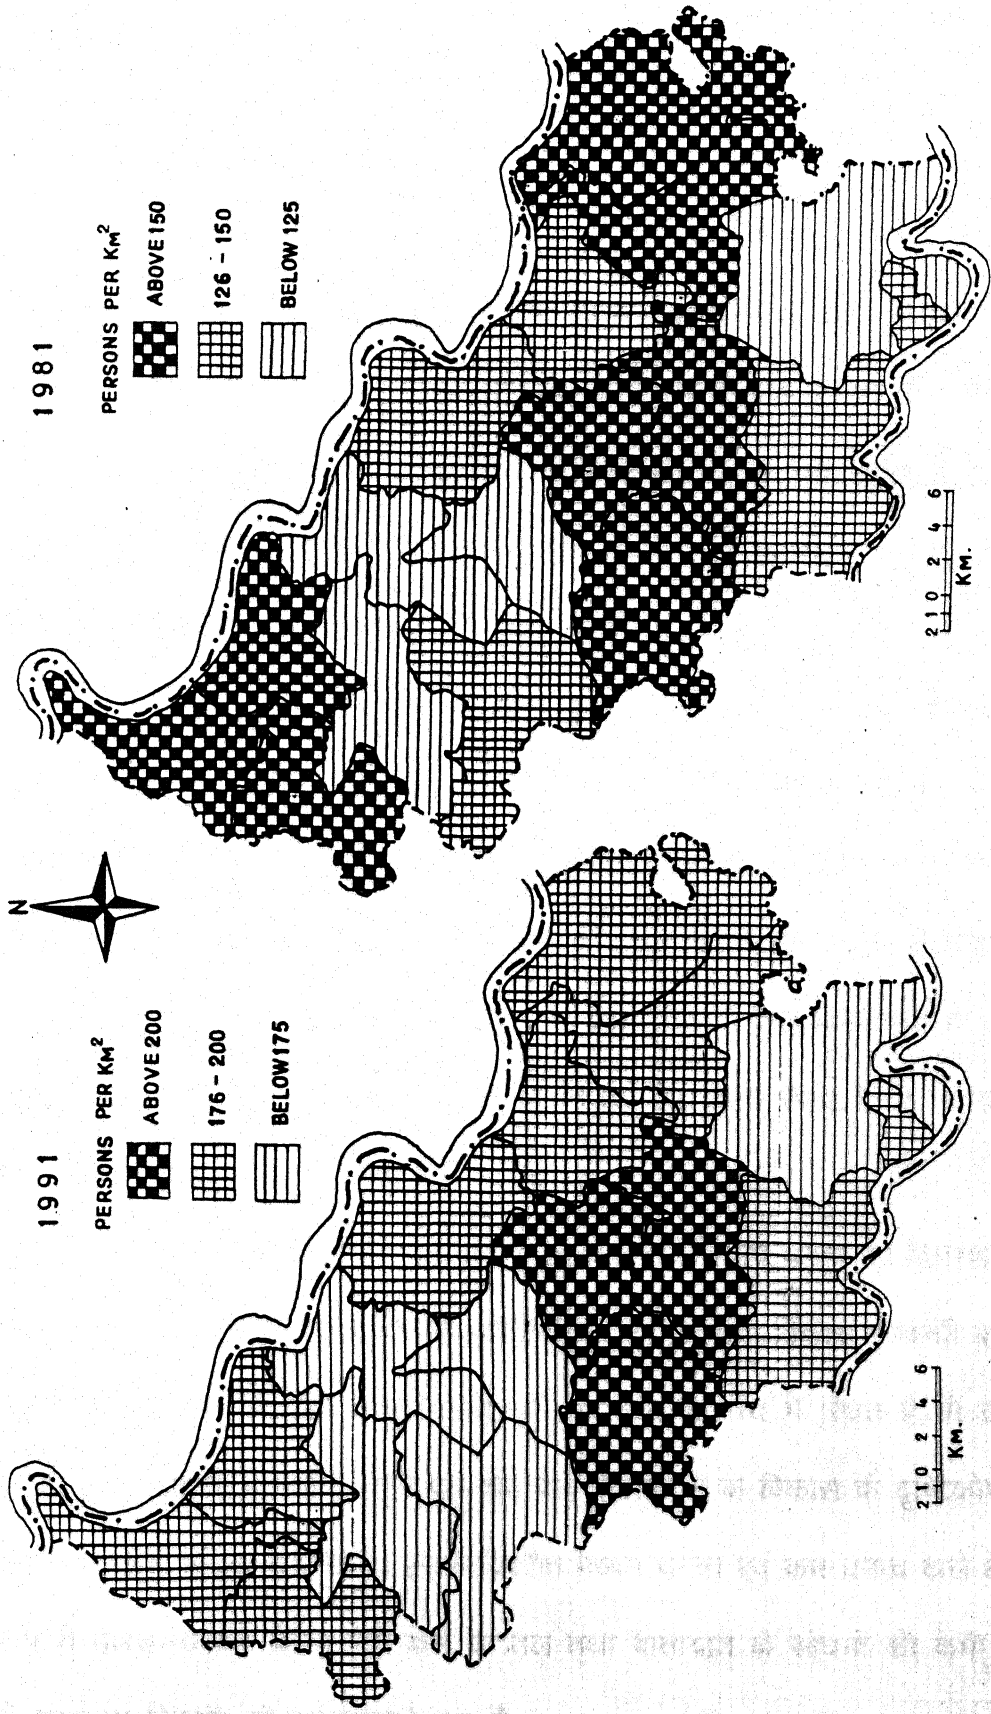 1981
PERSONS PER KM²
ABOVE 150
126 - 150
BELOW 125
2 1 0 2 4 6
KM.
N
1991
PERSONS PER KM²
ABOVE 200
176 - 200
BELOW 175
2 1 0 2 4 6
KM.